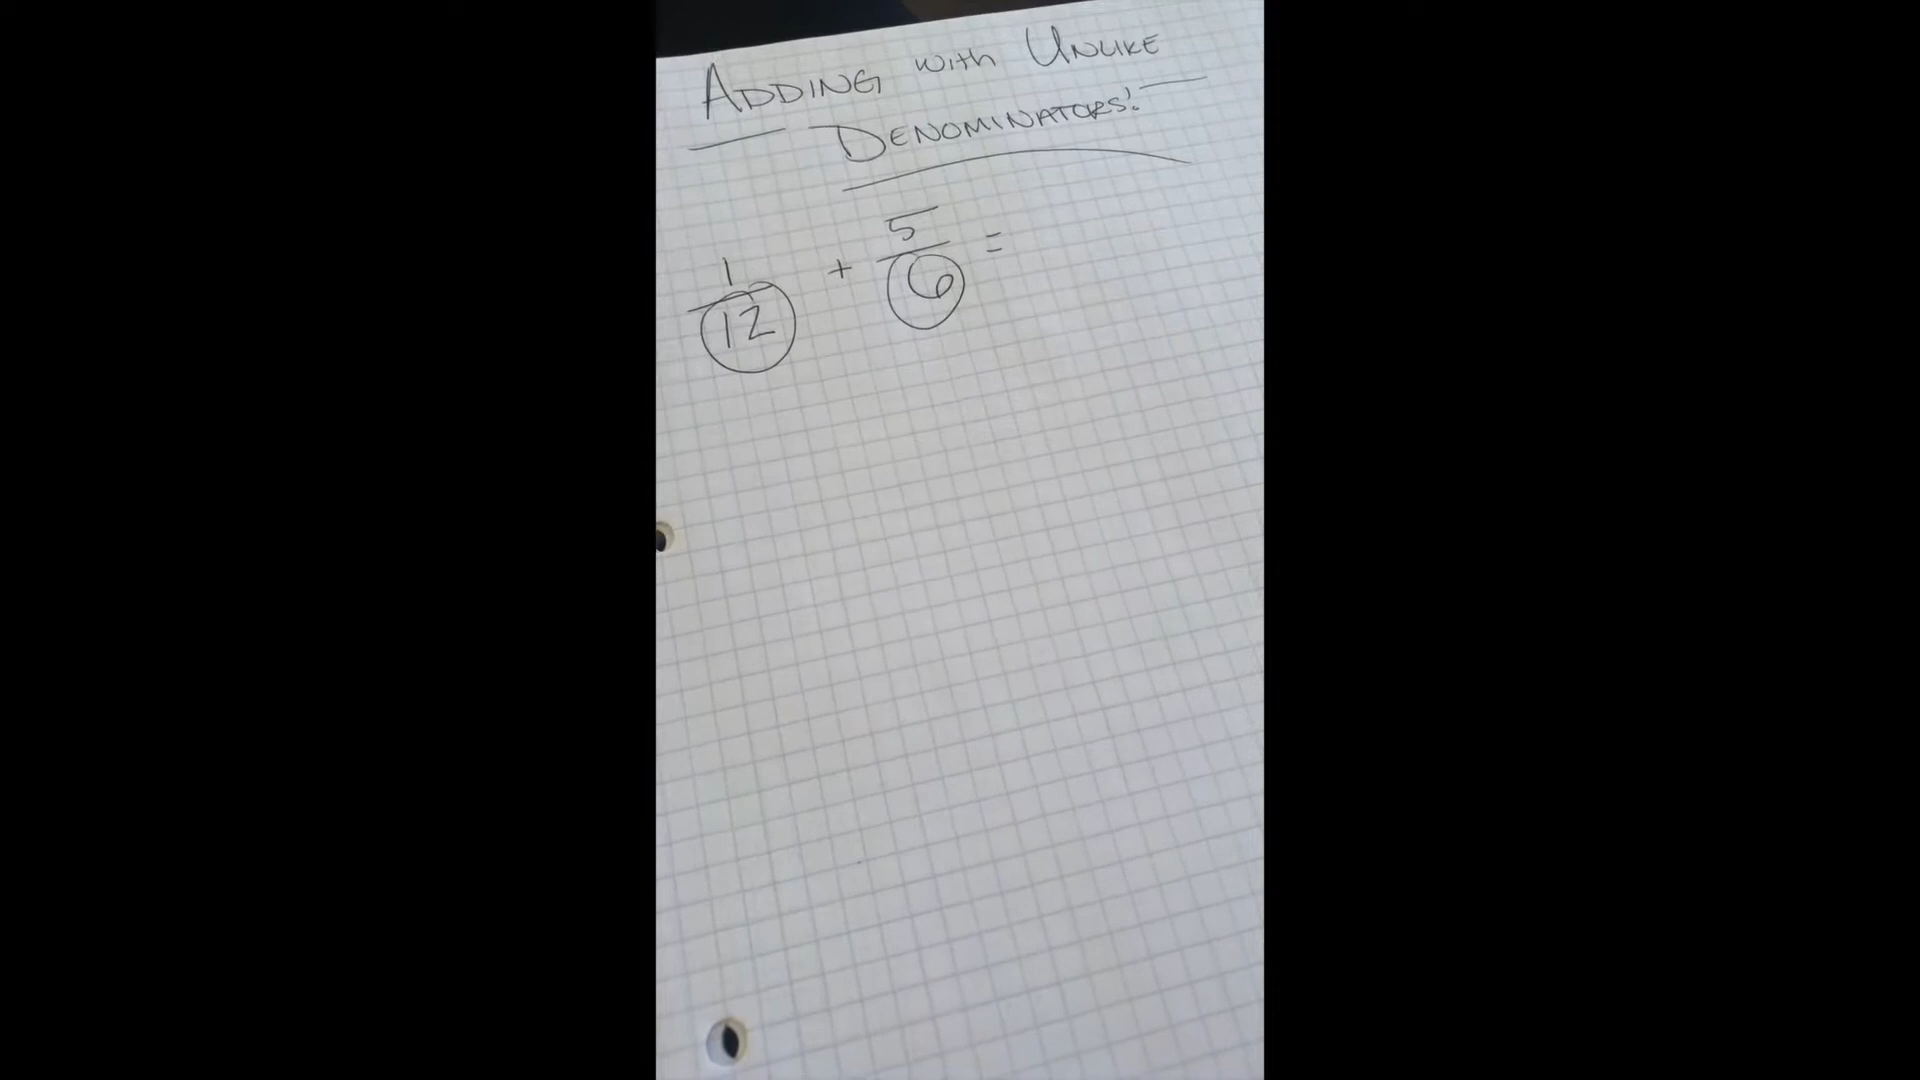 ADDING with UNLIKE
DENOMINATORS!
1/12 + 5/6 =